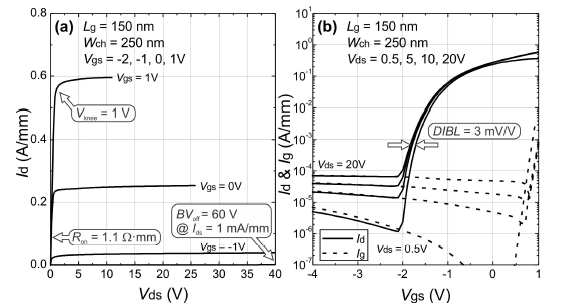 (a)
Lg = 150 nm
Wch = 250 nm
Vgs = -2, -1, 0, 1V
0.8
0.6
0.4
0.2
0.0
Id (A/mm)
Vgs = 1V
Vknee = 1 V
Vgs = 0V
BVoff = 60 V
@ Ids = 1 mA/mm
Ron = 1.1 Ω·mm
Vgs = -1V
0 5 10 15 20 25 30 35 40
Vds (V)
(b)
Lg = 150 nm
Wch = 250 nm
Vds = 0.5, 5, 10, 20V
10^1
10^0
10^-1
10^-2
10^-3
10^-4
10^-5
10^-6
10^-7
Id & Ig (A/mm)
DIBL = 3 mV/V
Vds = 20V
Id
Ig
Vds = 0.5V
-4 -3 -2 -1 0 1
Vgs (V)